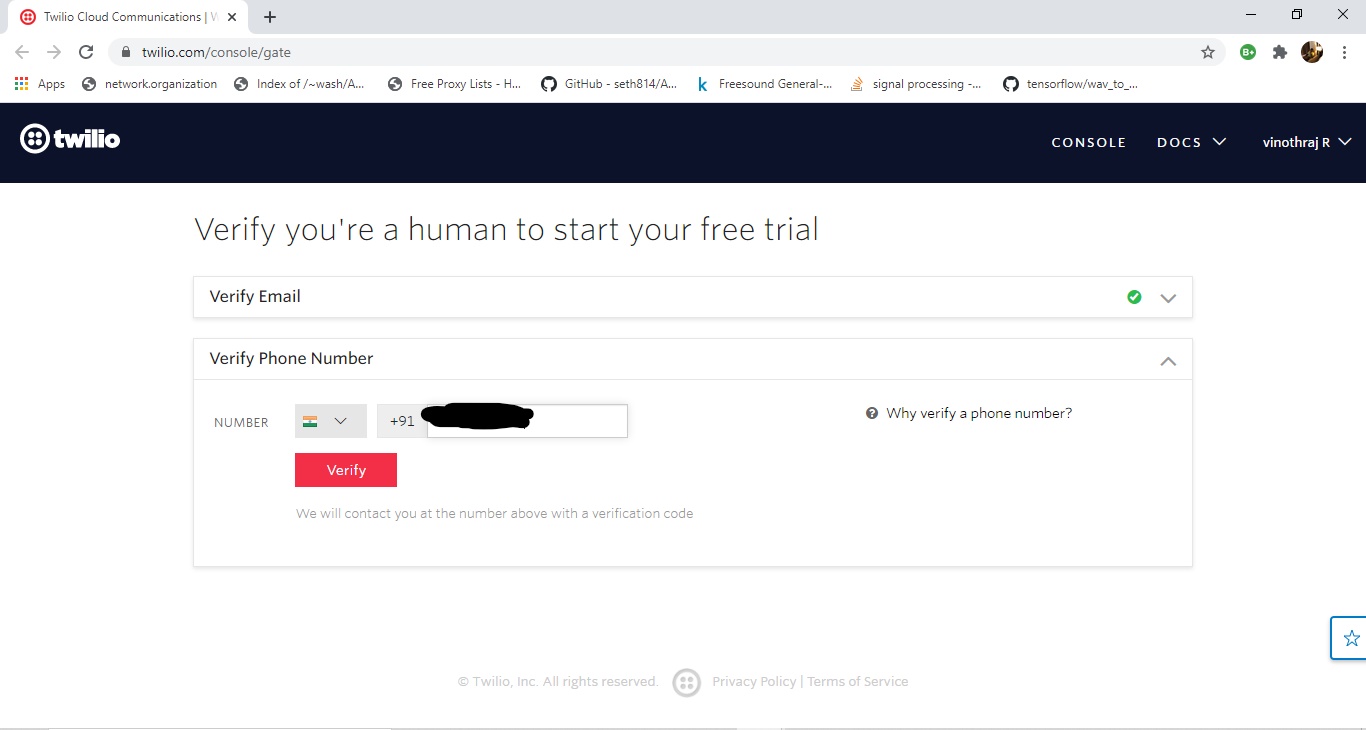 Twilio Cloud Communications |
twilio.com/console/gate
Apps network.organization Index of /~wash/A... Free Proxy Lists - H... GitHub - seth814/A... Freesound General-... signal processing -... tensorflow/wav_to_...
twilio CONSOLE DOCS vinothraj R
Verify you're a human to start your free trial
Verify Email
Verify Phone Number
NUMBER +91 Why verify a phone number?
Verify
We will contact you at the number above with a verification code
© Twilio, Inc. All rights reserved. Privacy Policy | Terms of Service